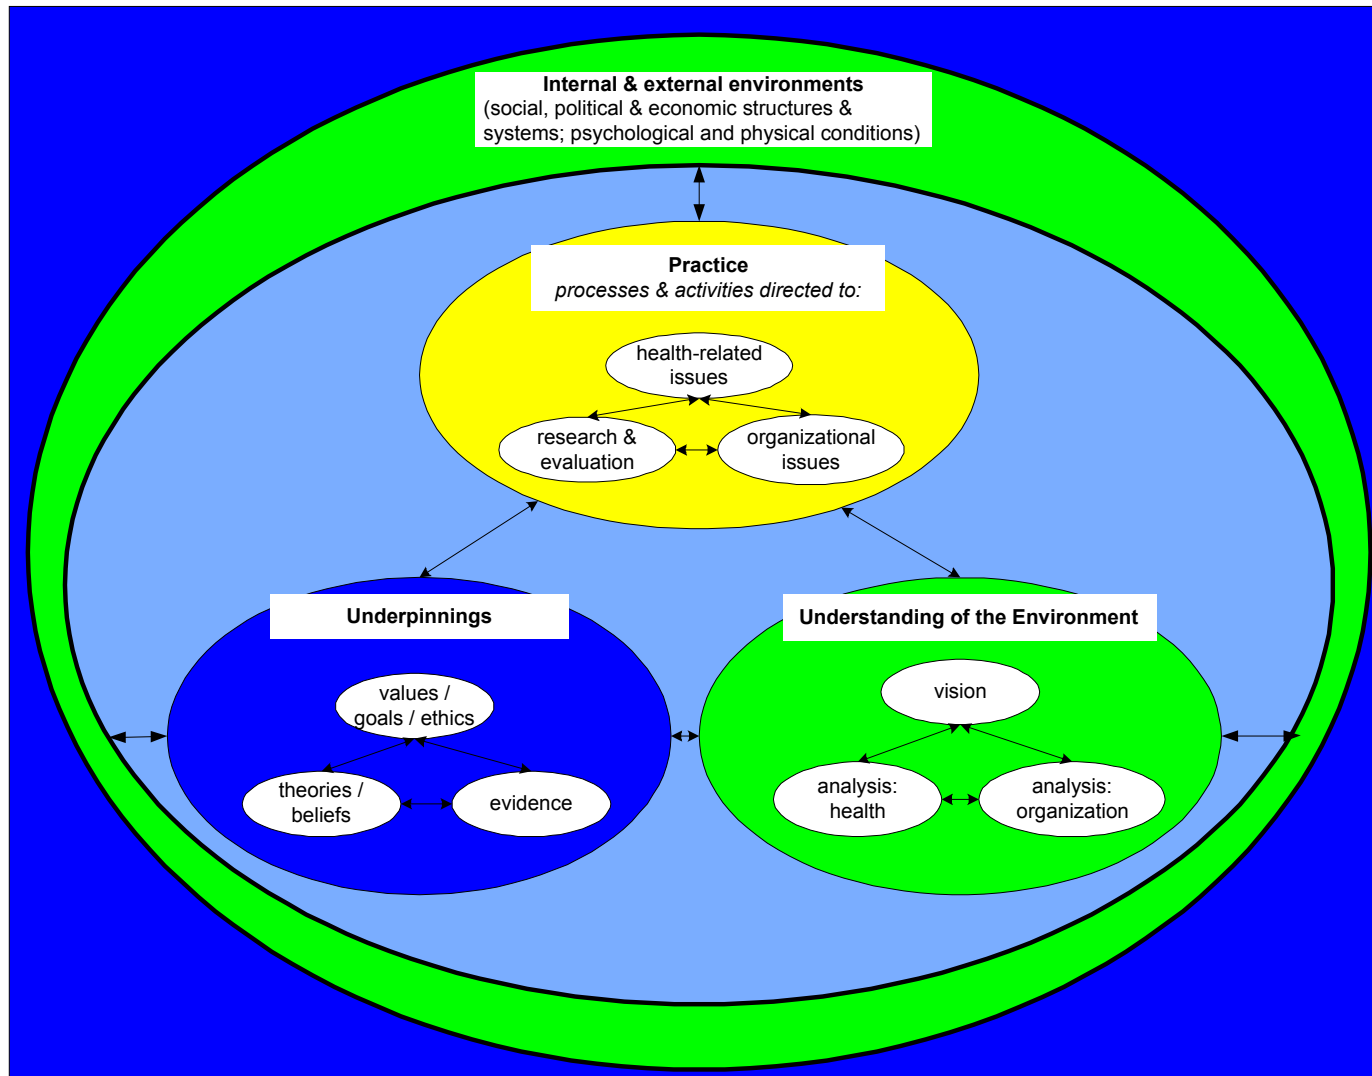 Internal & external environments
(social, political & economic structures &
systems; psychological and physical conditions)
Practice
processes & activities directed to:
health-related
issues
research &
evaluation
organizational
issues
Underpinnings
values /
goals / ethics
theories /
beliefs
evidence
Understanding of the Environment
vision
analysis:
health
analysis:
organization